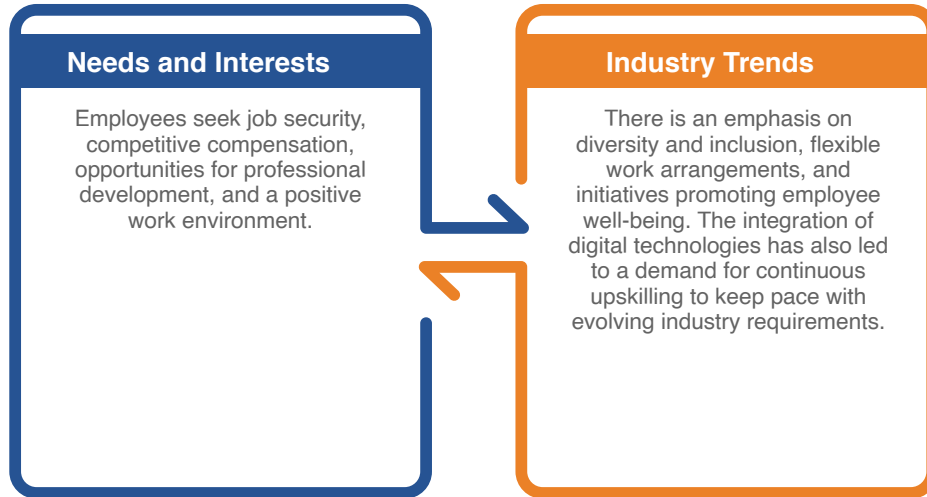 Needs and Interests
Employees seek job security,
competitive compensation,
opportunities for professional
development, and a positive
work environment.
Industry Trends
There is an emphasis on
diversity and inclusion, flexible
work arrangements, and
initiatives promoting employee
well-being. The integration of
digital technologies has also led
to a demand for continuous
upskilling to keep pace with
evolving industry requirements.